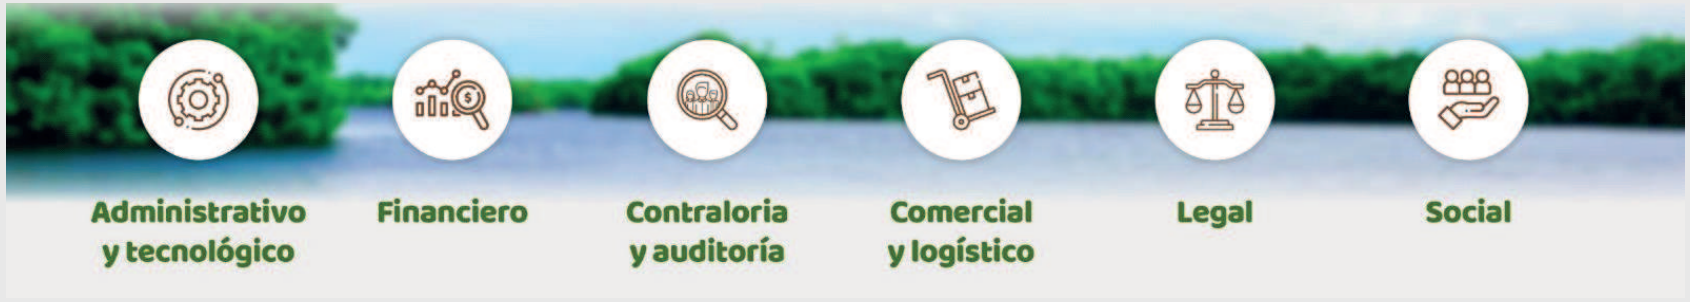 Administrativo
y tecnológico
Financiero
Contraloria
y auditoría
Comercial
y logístico
Legal
Social
$